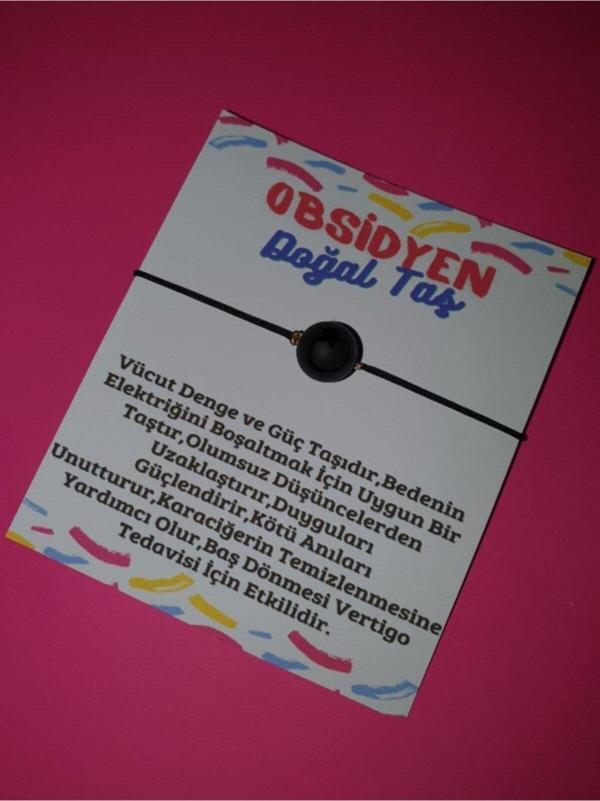 OBSİDYEN
Doğal Taş
Vücut Denge ve Güç Taşıdır,Bedenin
Elektriğini Boşaltmak İçin Uygun Bir
Taştır,Olumsuz Düşüncelerden
Uzaklaştırır,Duyguları
Güçlendirir,Kötü Anıları
Unutturur,Karaciğerin Temizlenmesine
Yardımcı Olur,Baş Dönmesi Vertigo
Tedavisi İçin Etkilidir.